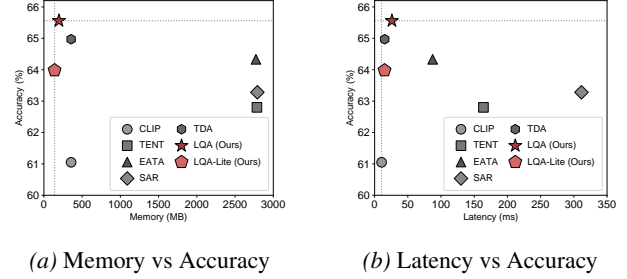 66
65
64
63
62
61
60
Accuracy (%)
0
500
1000
1500
2000
2500
3000
Memory (MB)
CLIP
TENT
EATA
SAR
TDA
LQA (Ours)
LQA-Lite (Ours)
(a) Memory vs Accuracy
66
65
64
63
62
61
60
Accuracy (%)
0
50
100
150
200
250
300
350
Latency (ms)
CLIP
TENT
EATA
SAR
TDA
LQA (Ours)
LQA-Lite (Ours)
(b) Latency vs Accuracy